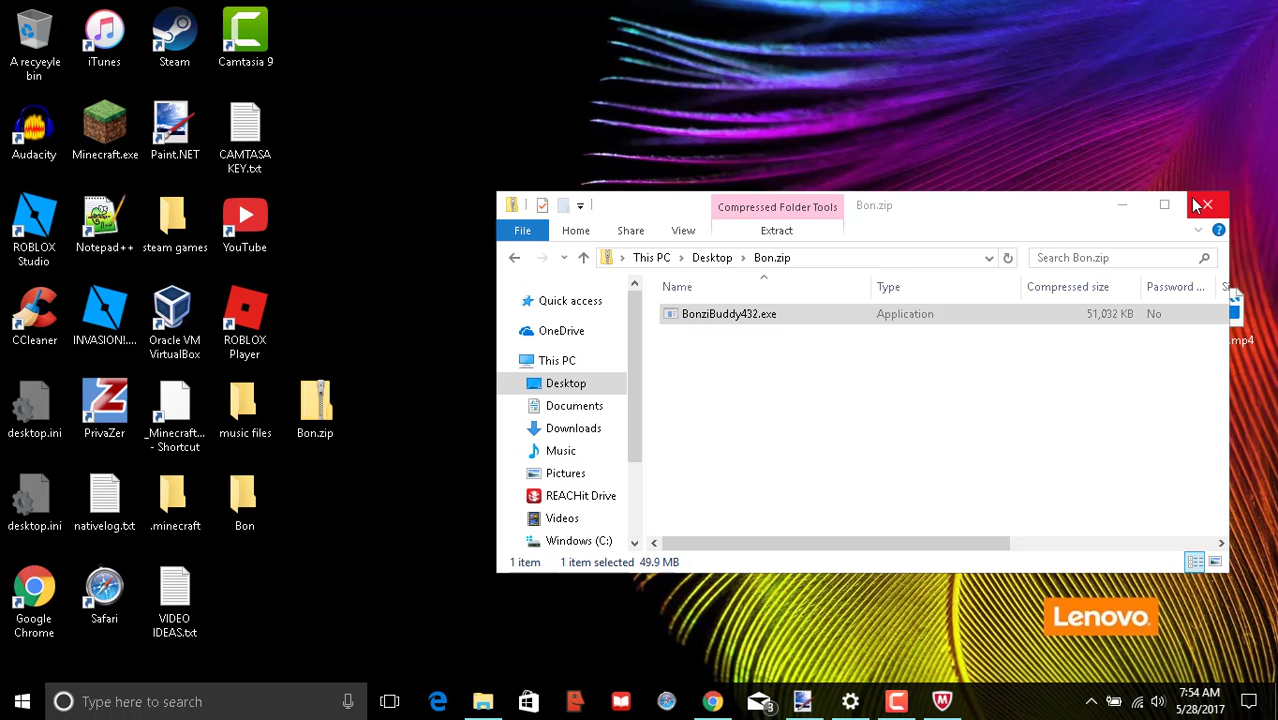 A recyeyle
bin
iTunes
Steam
Camtasia 9
Audacity
Minecraft.exe
Paint.NET
CAMTASA
KEY.txt
ROBLOX
Studio
Notepad++
steam games
YouTube
CCleaner
INVASION!....
Oracle VM
VirtualBox
ROBLOX
Player
desktop.ini
PrivaZer
_Minecraft...
- Shortcut
music files
Bon.zip
desktop.ini
nativelog.txt
.minecraft
Bon
Google
Chrome
Safari
VIDEO
IDEAS.txt
Compressed Folder Tools
Bon.zip
File
Home
Share
View
Extract
This PC
Desktop
Bon.zip
Search Bon.zip
Name
Type
Compressed size
Password ...
Si
BonziBuddy432.exe
Application
51,032 KB
No
Quick access
OneDrive
This PC
Desktop
Documents
Downloads
Music
Pictures
REACHit Drive
Videos
Windows (C:)
1 item
1 item selected 49.9 MB
.mp4
Lenovo.
Type here to search
3
7:54 AM
5/28/2017